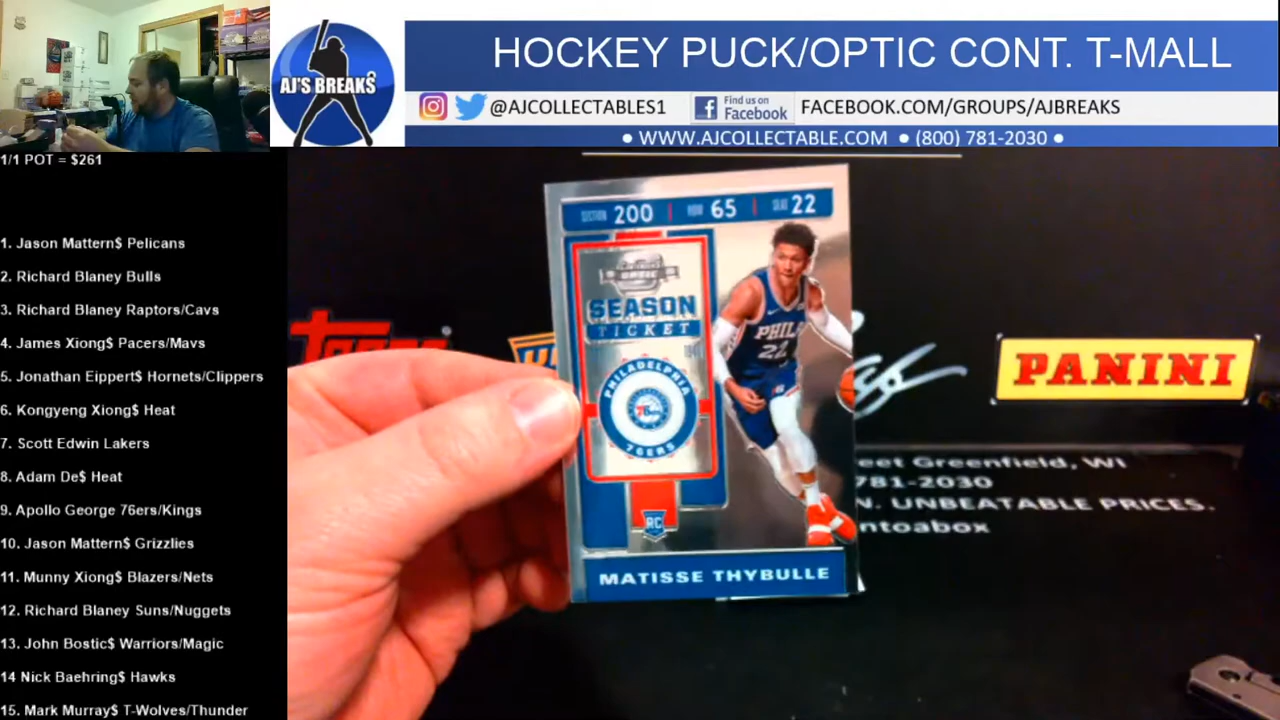 HOCKEY PUCK/OPTIC CONT. T-MALL
AJ'S BREAKS
@AJCOLLECTABLES1 f Find us on Facebook FACEBOOK.COM/GROUPS/AJBREAKS
• WWW.AJCOLLECTABLE.COM • (800) 781-2030 •
1/1 POT = $261
1. Jason Mattern$ Pelicans
2. Richard Blaney Bulls
3. Richard Blaney Raptors/Cavs
4. James Xiong$ Pacers/Mavs
5. Jonathan Eippert$ Hornets/Clippers
6. Kongyeng Xiong$ Heat
7. Scott Edwin Lakers
8. Adam De$ Heat
9. Apollo George 76ers/Kings
10. Jason Mattern$ Grizzlies
11. Munny Xiong$ Blazers/Nets
12. Richard Blaney Suns/Nuggets
13. John Bostic$ Warriors/Magic
14 Nick Baehring$ Hawks
15. Mark Murray$ T-Wolves/Thunder
SECTION 200 ROW 65 SEAT 22
OPTIC
SEASON
TICKET
PHILADELPHIA
76ERS
RC
PHILA
22
MATISSE THYBULLE
TOPPS
PANINI
eet Greenfield, WI
781-2030
N. UNBEATABLE PRICES.
ntoabox